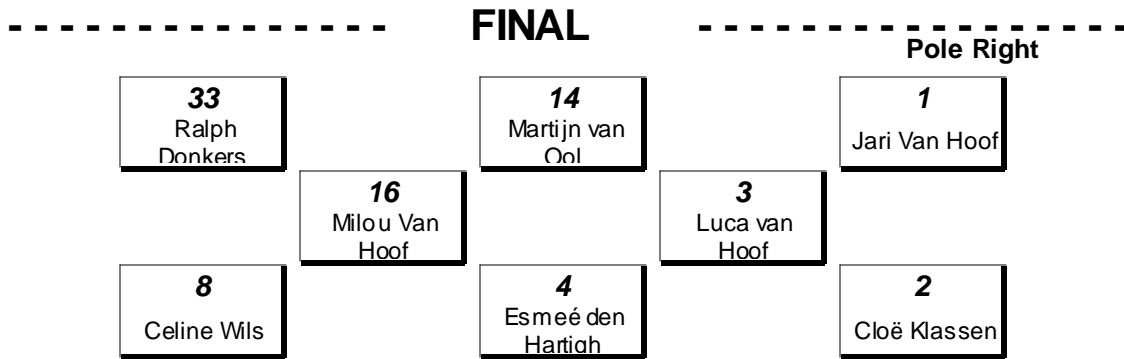 - - - - - - - - - - - - - - - - FINAL - - - - - - - - - - - - - - - - - -
Pole Right
33
Ralph
Donkers
14
Martijn van
Ool
1
Jari Van Hoof
16
Milou Van
Hoof
3
Luca van
Hoof
8
Celine Wils
4
Esmeé den
Hartigh
2
Cloë Klassen